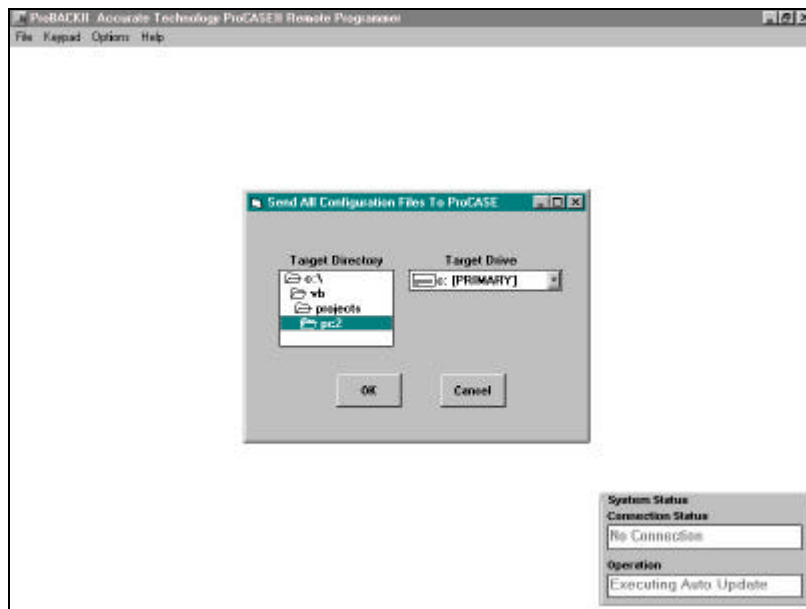 ProBACKII Accurate Technology ProCASEII Remote Programmer
File Keypad Options Help
Send All Configuration Files To ProCASE
Target Directory
Target Drive
c:\
c: [PRIMARY]
vb
projects
pc2
OK
Cancel
System Status
Connection Status
No Connection
Operation
Executing Auto Update